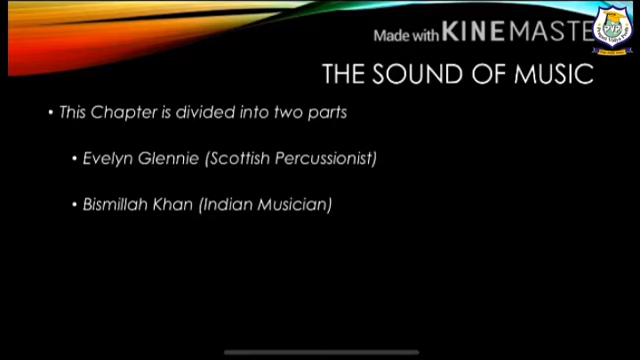 Made with KINEMASTE
THE SOUND OF MUSIC
• This Chapter is divided into two parts
• Evelyn Glennie (Scottish Percussionist)
• Bismillah Khan (Indian Musician)